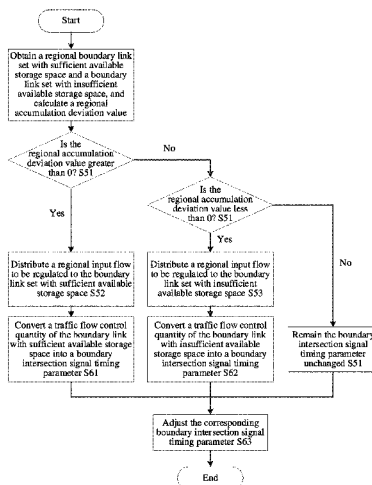 Start
Obtain a regional boundary link
set with sufficient available
storage space and a boundary
link set with insufficient
available storage space, and
calculate a regional
accumulation deviation value
Is the
regional accumulation
deviation value greater
than 0? S51
No
Yes
Is the
regional accumulation
deviation value less
than 0? S51
Yes
No
Distribute a regional input flow
to be regulated to the boundary
link set with sufficient available
storage space S52
Distribute a regional input flow
to be regulated to the boundary
link set with insufficient
available storage space S53
Convert a traffic flow control
quantity of the boundary link
with sufficient available storage
space into a boundary
intersection signal timing
parameter S61
Convert a traffic flow control
quantity of the boundary link
with insufficient available
storage space into a boundary
intersection signal timing
parameter S62
Remain the boundary
intersection signal
timing parameter
unchanged S51
Adjust the corresponding
boundary intersection signal
timing parameter S63
End